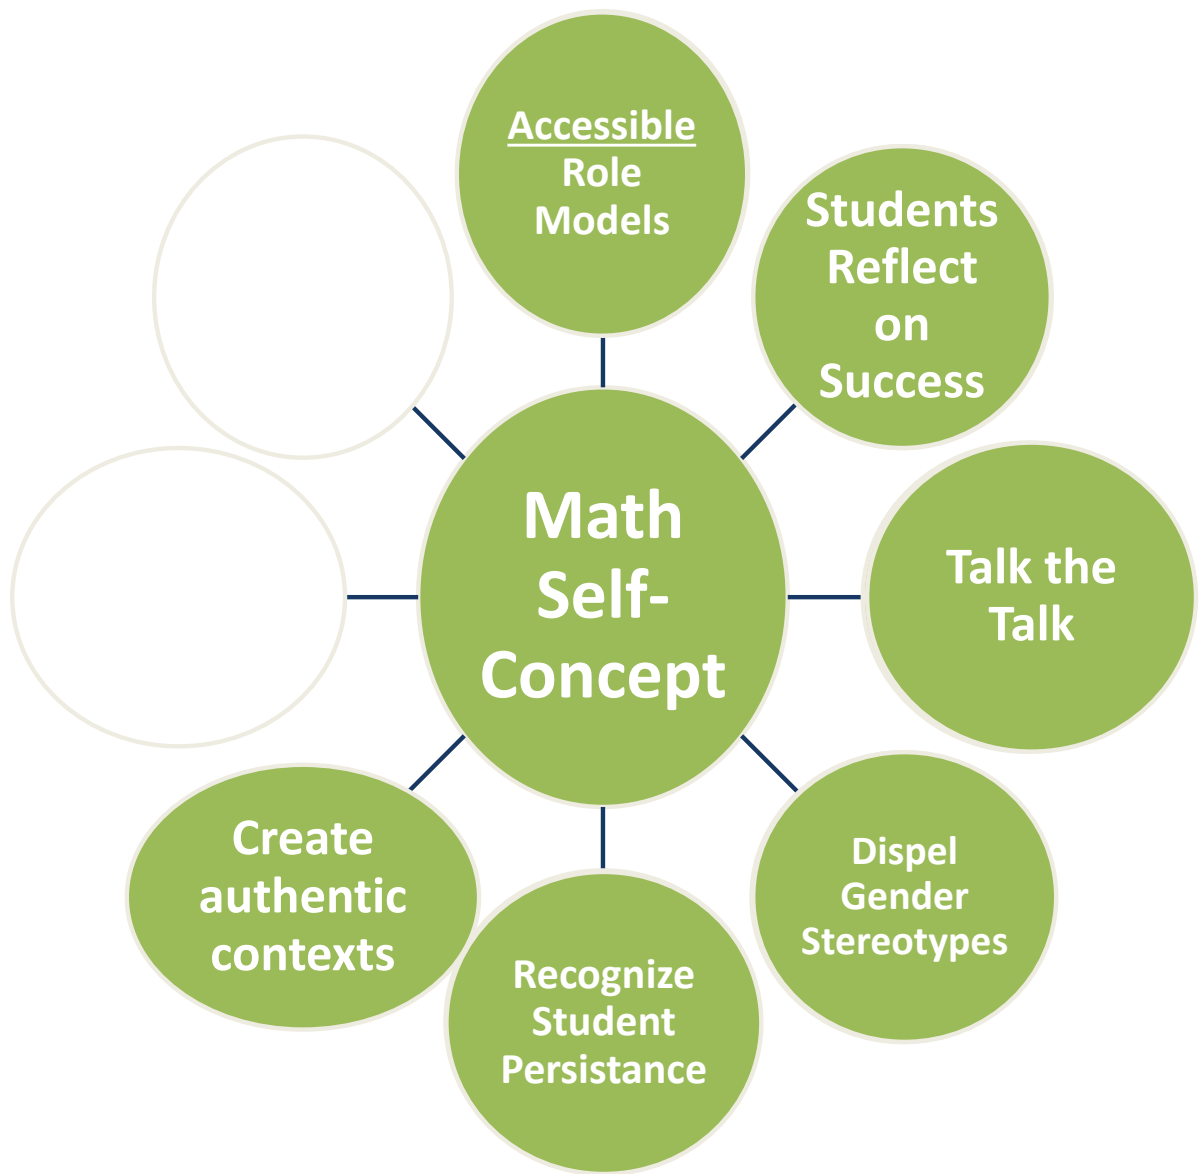 Accessible
Role
Models
Students
Reflect
on
Success
Math
Self-
Concept
Talk the
Talk
Dispel
Gender
Stereotypes
Recognize
Student
Persistance
Create
authentic
contexts